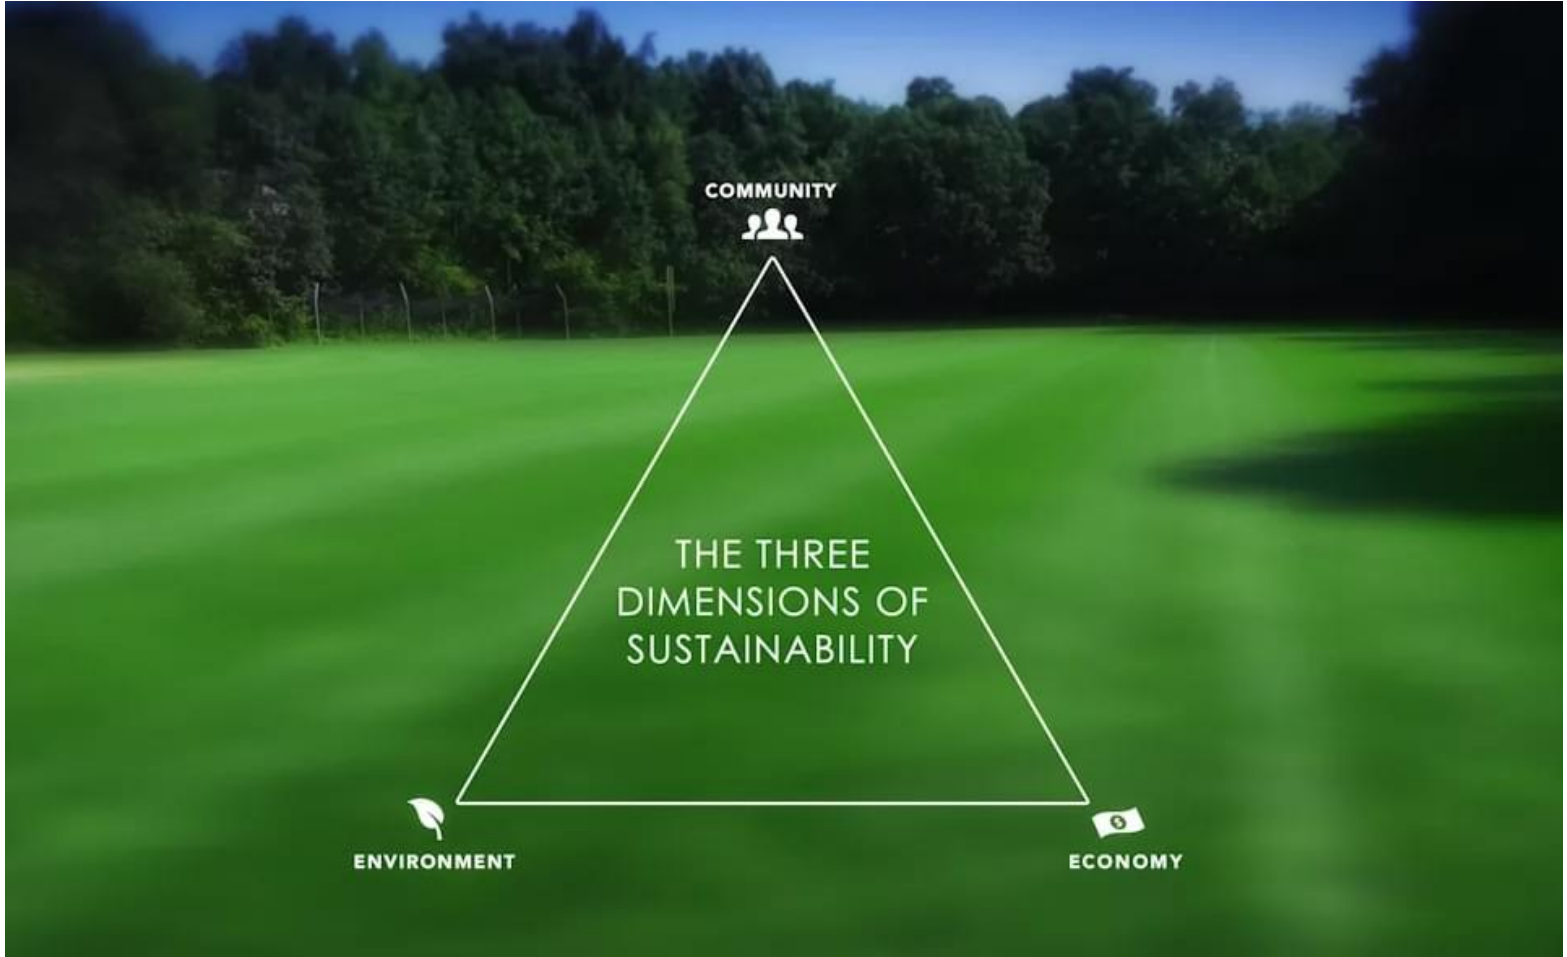 COMMUNITY
THE THREE
DIMENSIONS OF
SUSTAINABILITY
ENVIRONMENT
ECONOMY